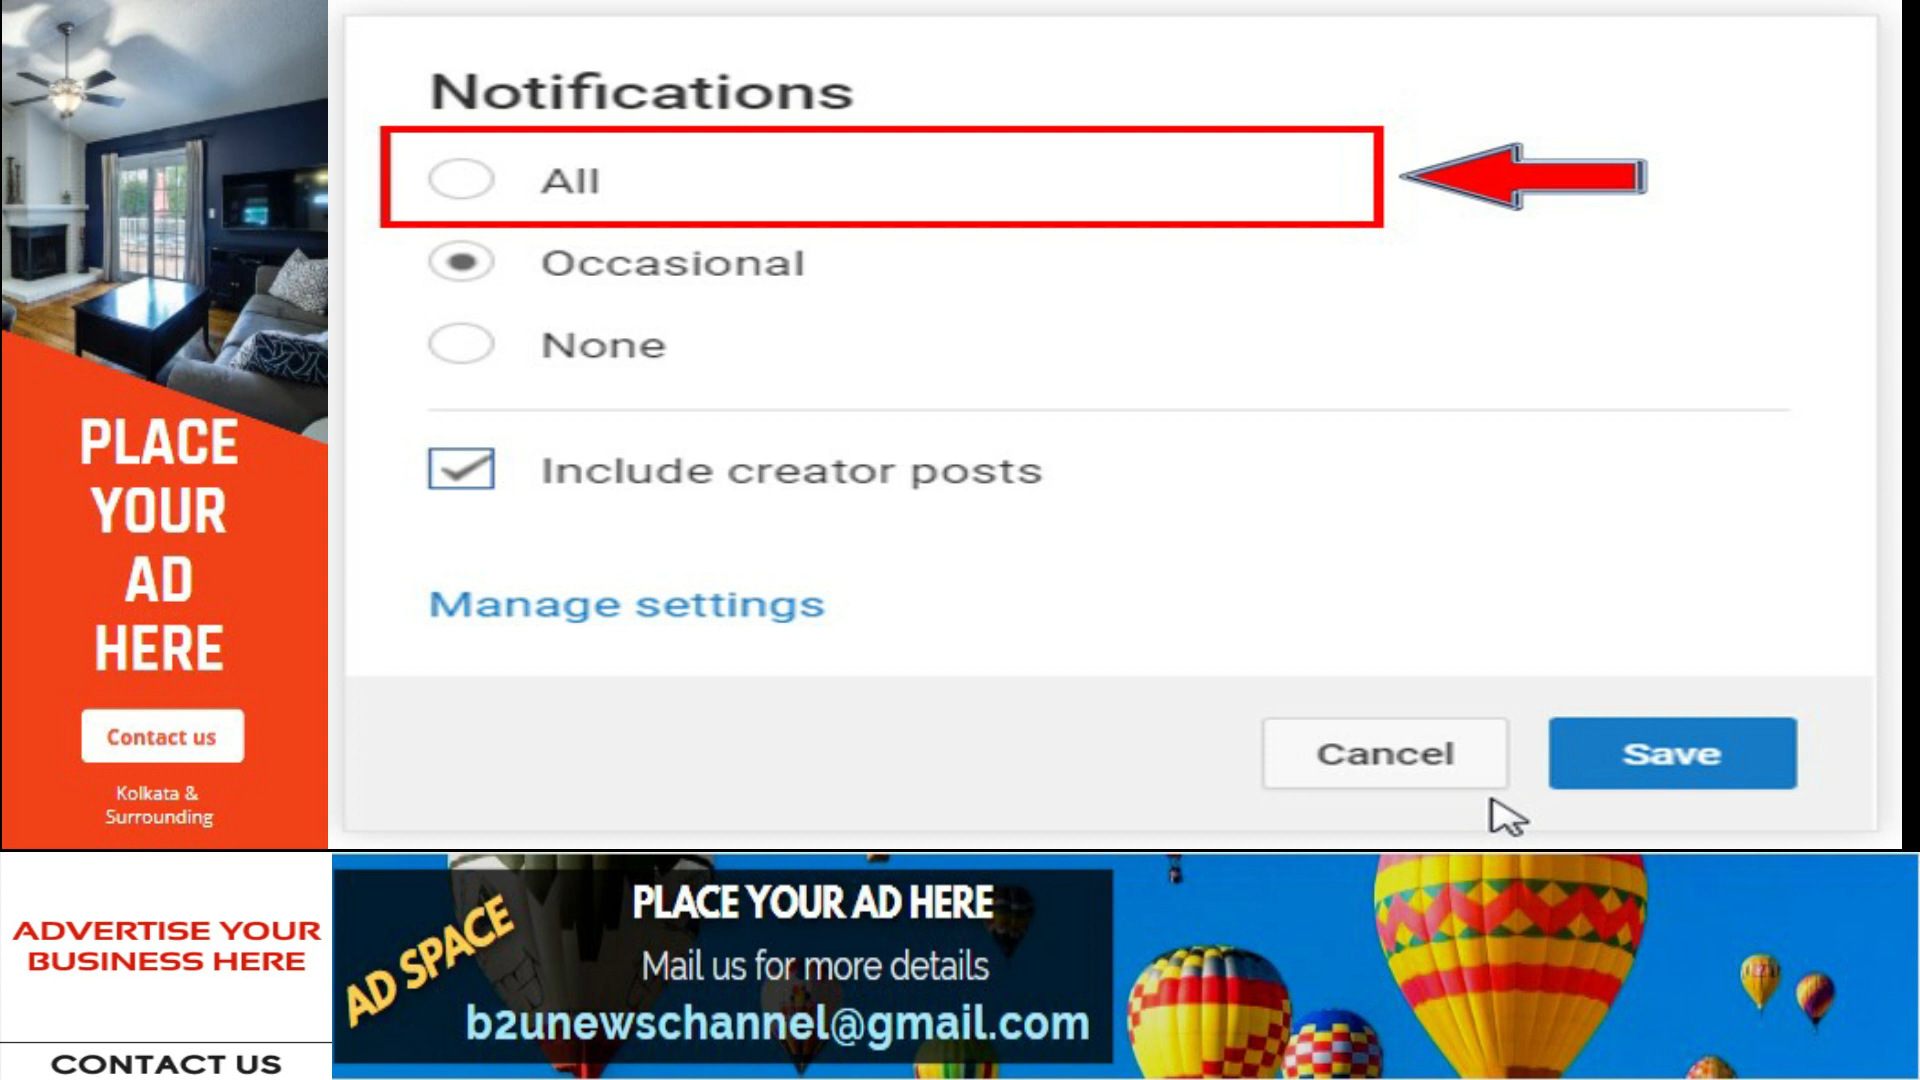 Notifications
All
Occasional
None
Include creator posts
Manage settings
Cancel
Save
PLACE
YOUR
AD
HERE
Contact us
Kolkata &
Surrounding
ADVERTISE YOUR
BUSINESS HERE
CONTACT US
AD SPACE
PLACE YOUR AD HERE
Mail us for more details
b2unewschannel@gmail.com